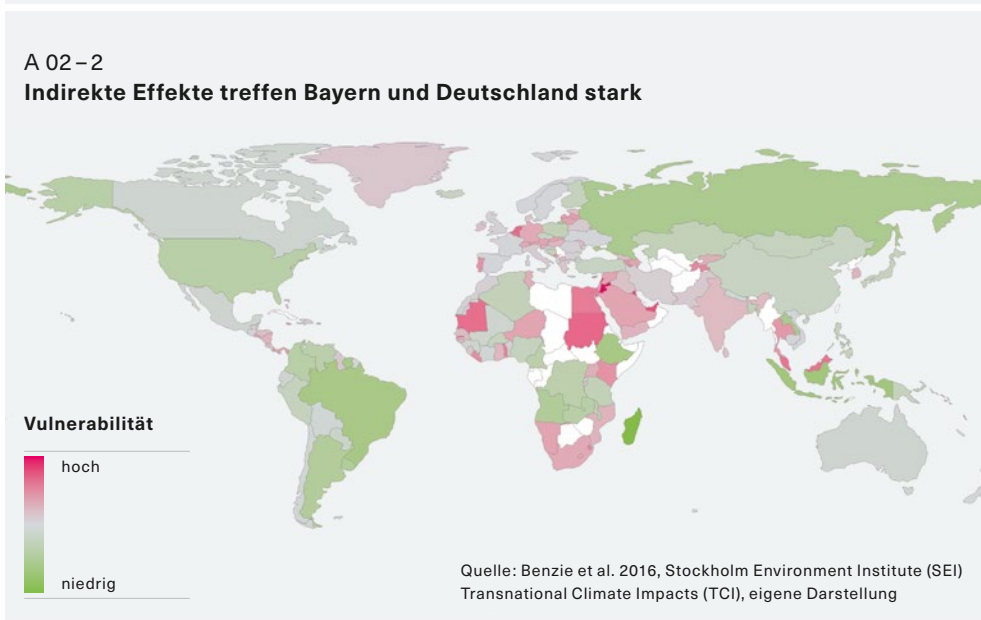 A 02–2
Indirekte Effekte treffen Bayern und Deutschland stark
Vulnerabilität
hoch
niedrig
Quelle: Benzie et al. 2016, Stockholm Environment Institute (SEI)
Transnational Climate Impacts (TCI), eigene Darstellung